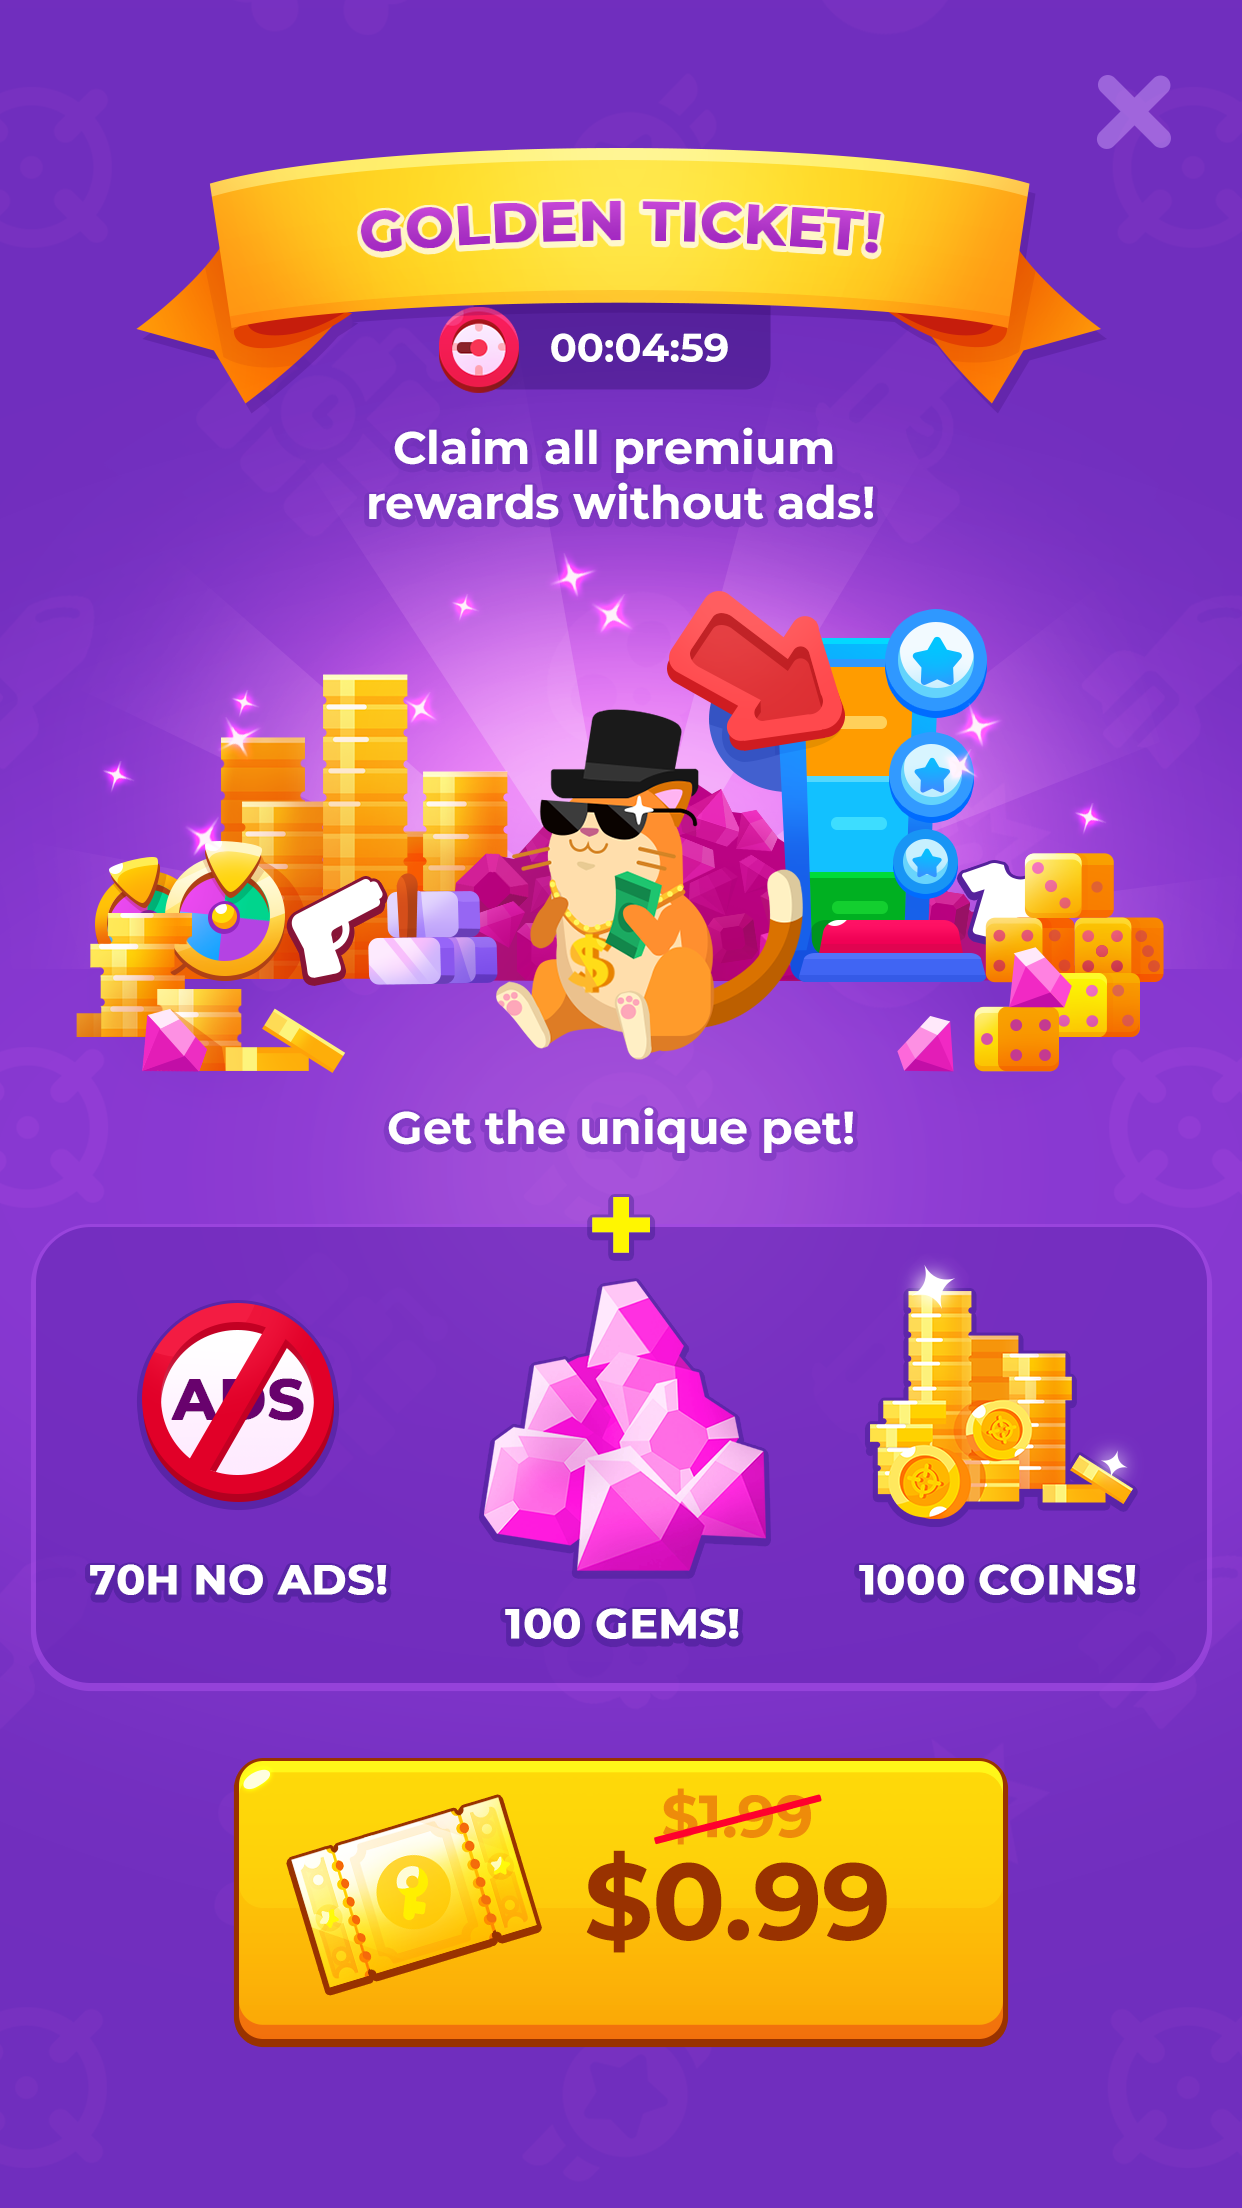 GOLDEN TICKET!
00:04:59
Claim all premium
rewards without ads!
$
Get the unique pet!
ADS
70H NO ADS!
100 GEMS!
1000 COINS!
$1.99
$0.99